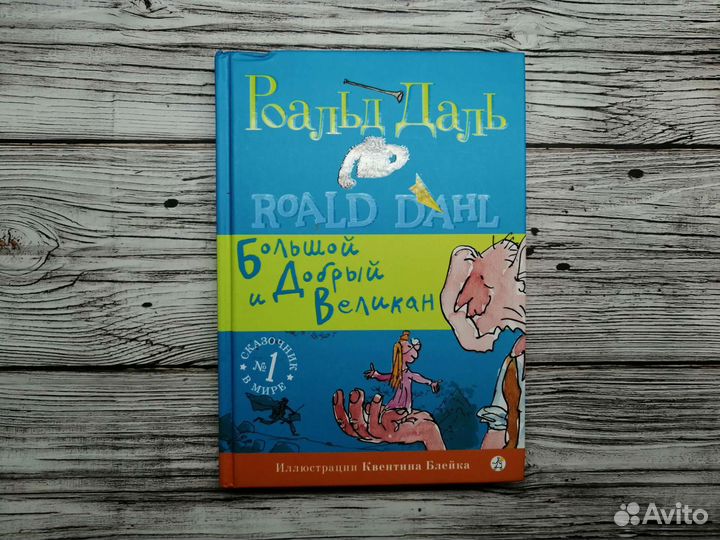 Роальд Даль
ROALD DAHL
Большой
и Добрый
Великан
СКАЗОЧНИК
№1
В МИРЕ
Иллюстрации Квентина Блейка
Avito